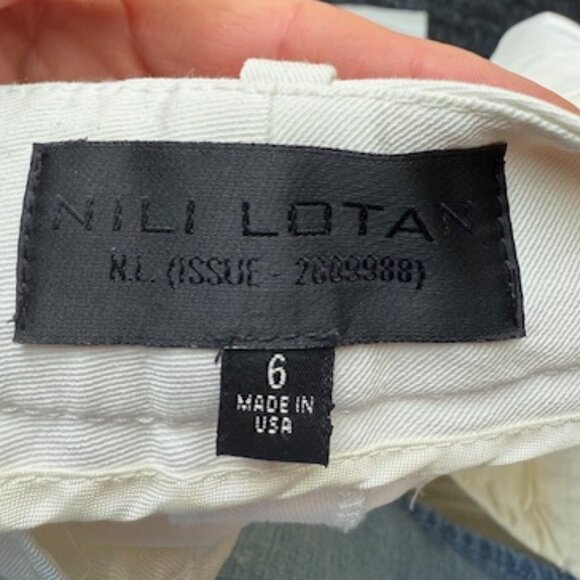 NILI LOTAN
N.L. (ISSUE - 2609988)
6
MADE IN
USA